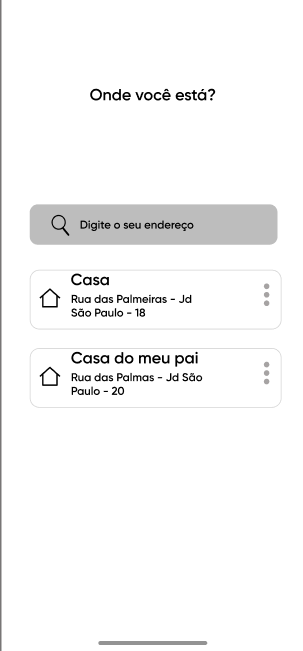 Onde você está?
Digite o seu endereço
Casa
Rua das Palmeiras - Jd
São Paulo - 18
Casa do meu pai
Rua das Palmas - Jd São
Paulo - 20